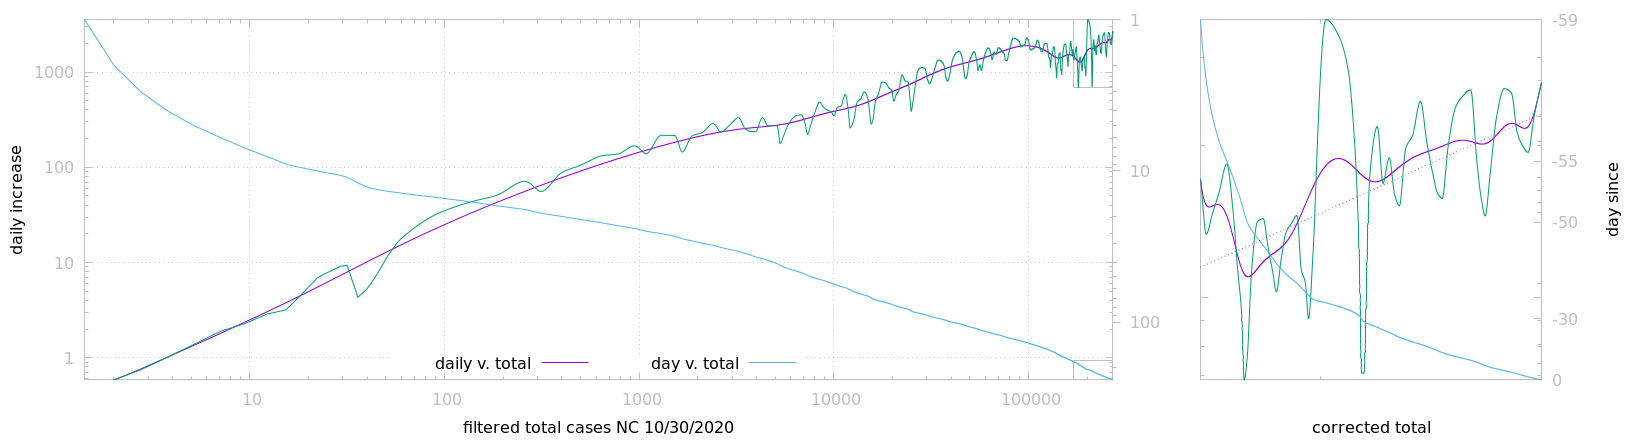 daily increase
1000
100
10
1
daily v. total
day v. total
10
100
1000
10000
100000
filtered total cases NC 10/30/2020
1
10
100
-59
-55
-50
-30
0
day since
corrected total